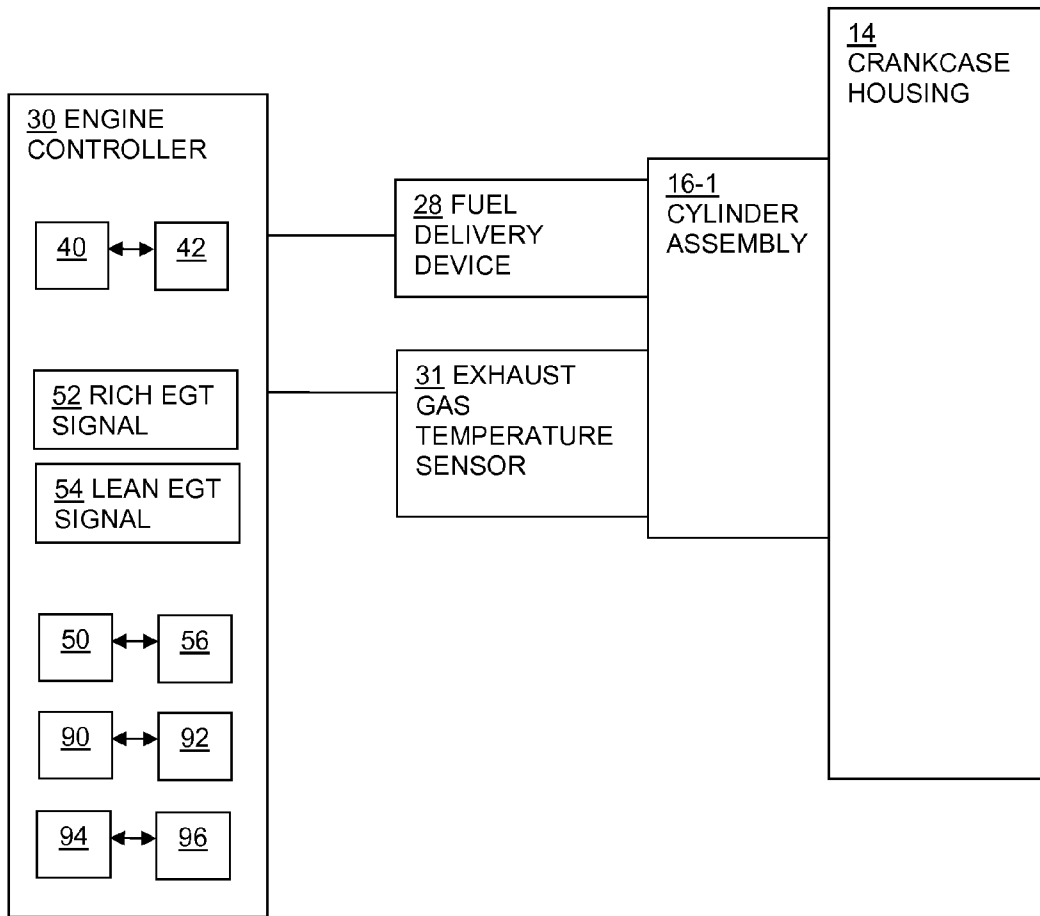 14
CRANKCASE
HOUSING
30 ENGINE
CONTROLLER
16-1
CYLINDER
ASSEMBLY
28 FUEL
DELIVERY
DEVICE
40
42
31 EXHAUST
GAS
TEMPERATURE
SENSOR
52 RICH EGT
SIGNAL
54 LEAN EGT
SIGNAL
50
56
90
92
94
96